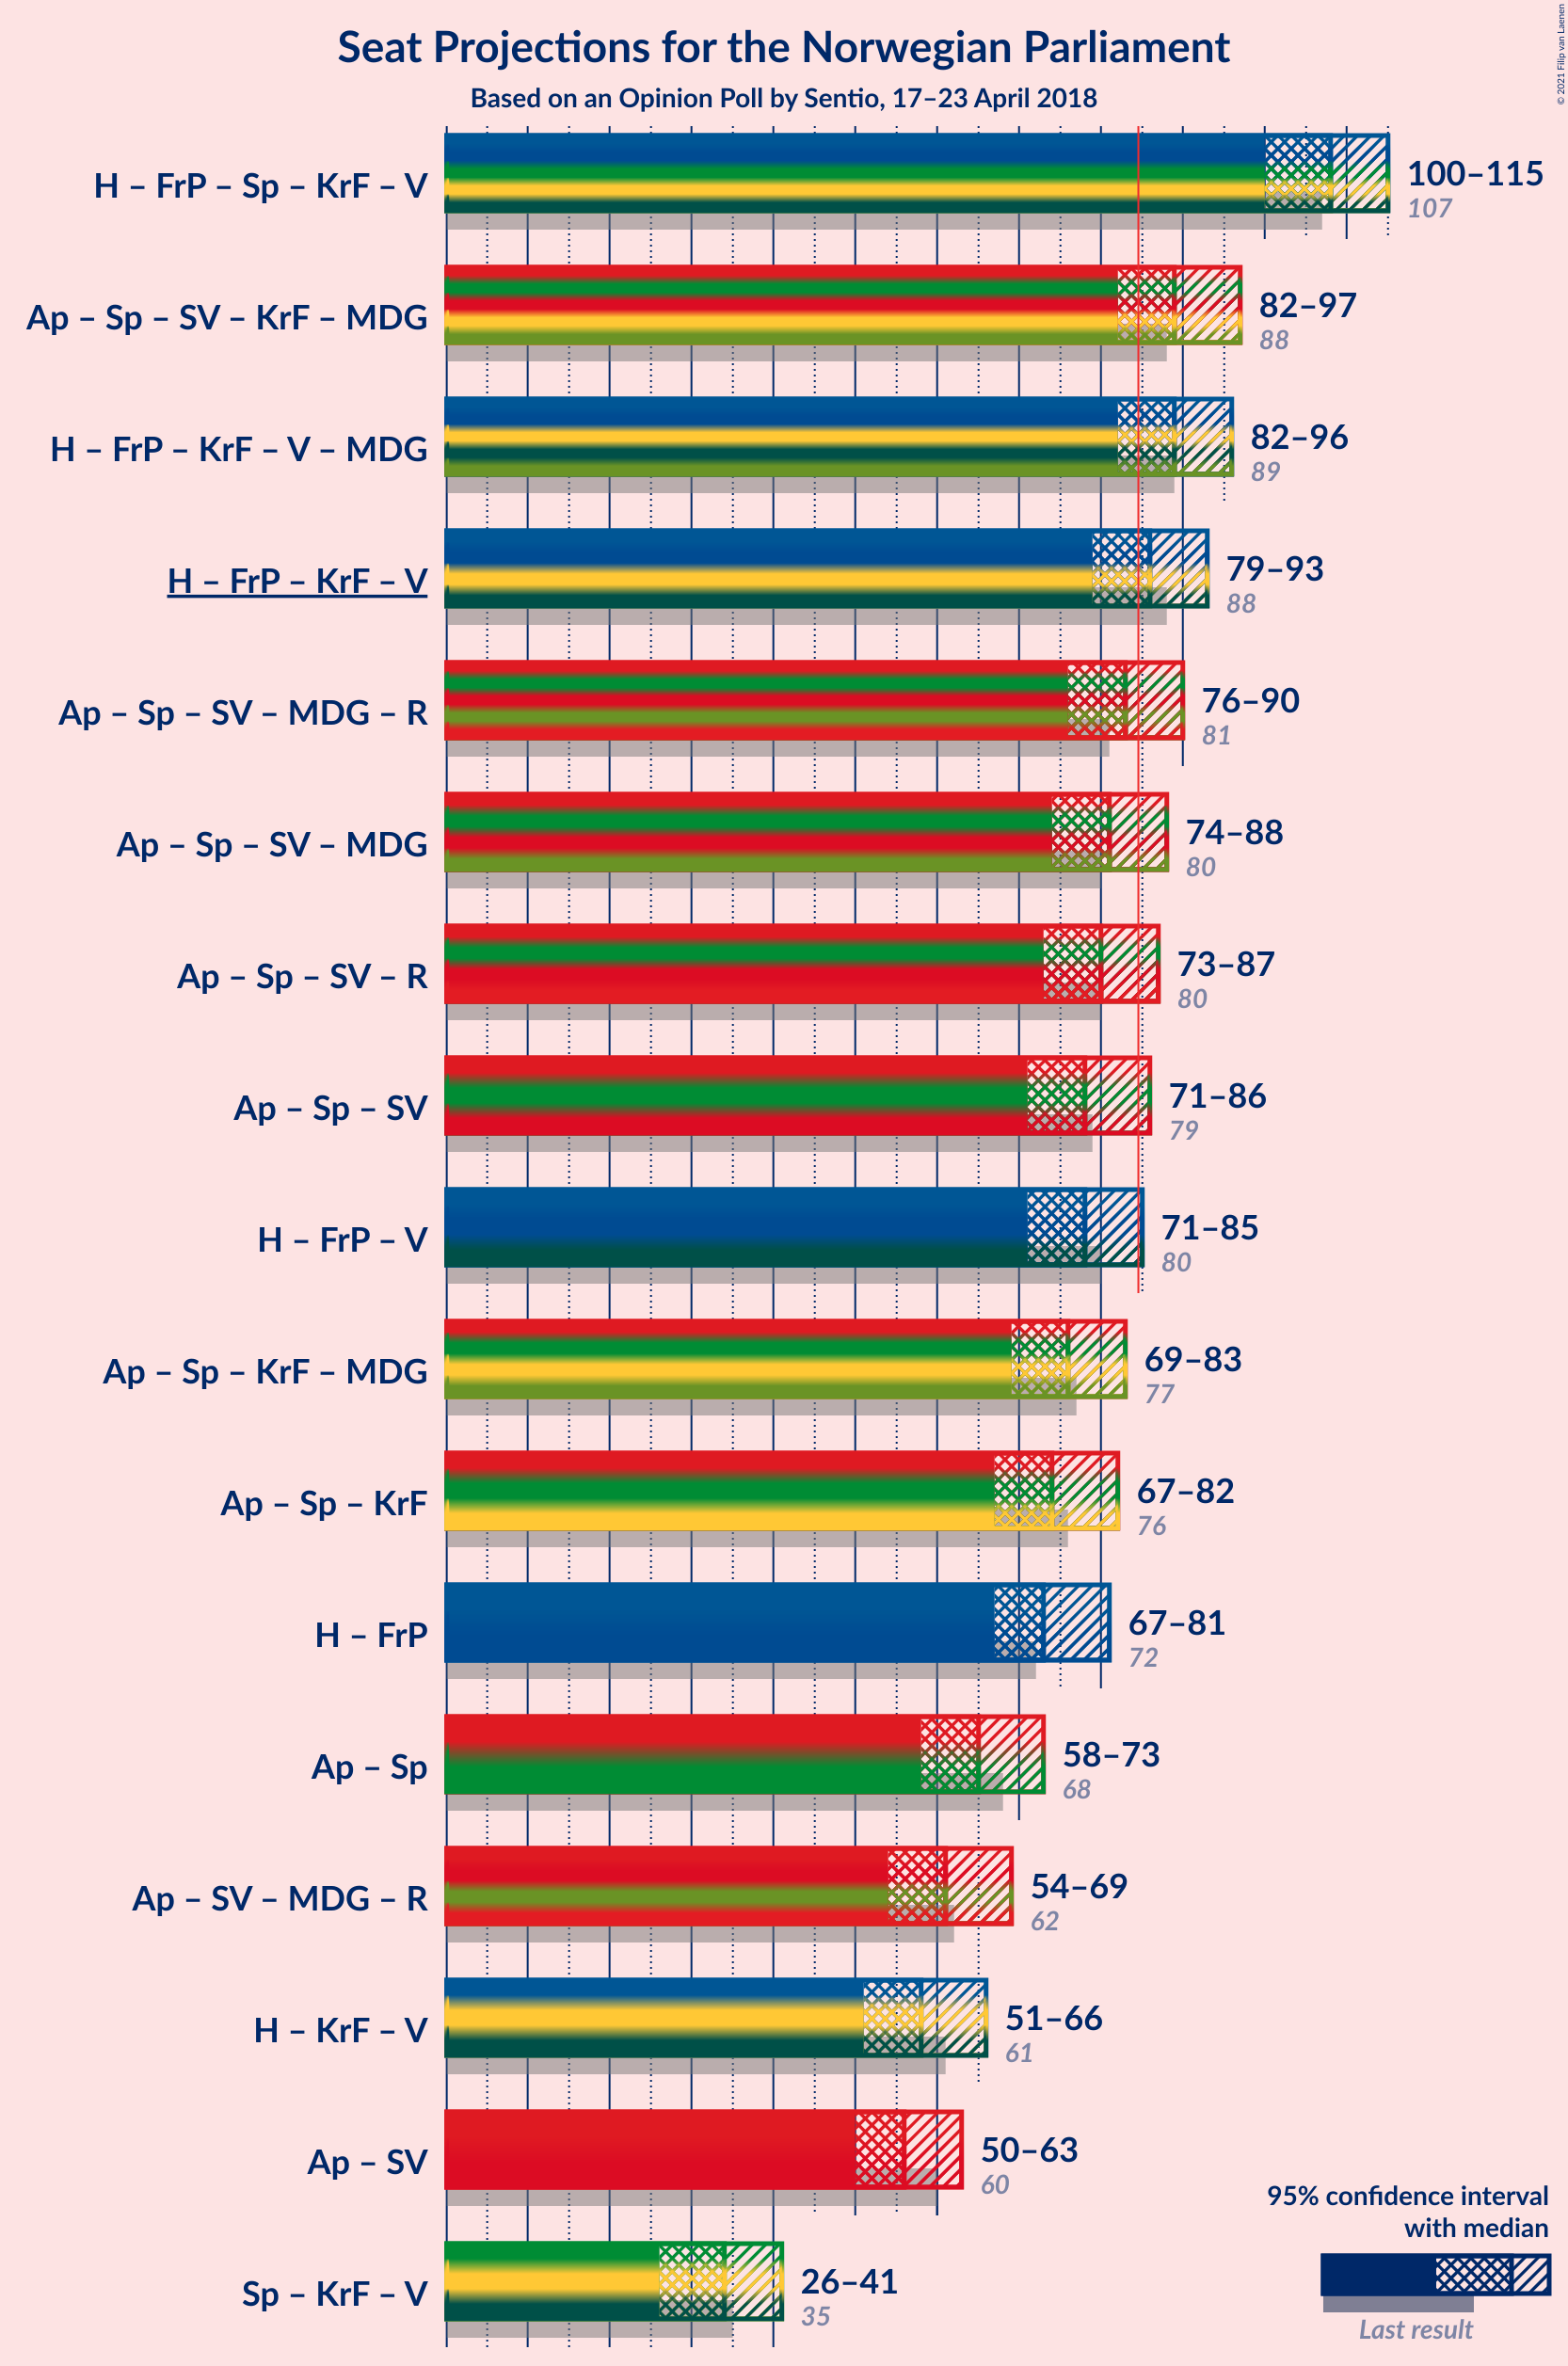 Seat Projections for the Norwegian Parliament
Based on an Opinion Poll by Sentio, 17–23 April 2018
© 2021 Filip van Laenen
H – FrP – Sp – KrF – V
100–115
107
Ap – Sp – SV – KrF – MDG
82–97
88
H – FrP – KrF – V – MDG
82–96
89
H – FrP – KrF – V
79–93
88
Ap – Sp – SV – MDG – R
76–90
81
Ap – Sp – SV – MDG
74–88
80
Ap – Sp – SV – R
73–87
80
Ap – Sp – SV
71–86
79
H – FrP – V
71–85
80
Ap – Sp – KrF – MDG
69–83
77
Ap – Sp – KrF
67–82
76
H – FrP
67–81
72
Ap – Sp
58–73
68
Ap – SV – MDG – R
54–69
62
H – KrF – V
51–66
61
Ap – SV
50–63
60
Sp – KrF – V
26–41
35
95% confidence interval
with median
Last result